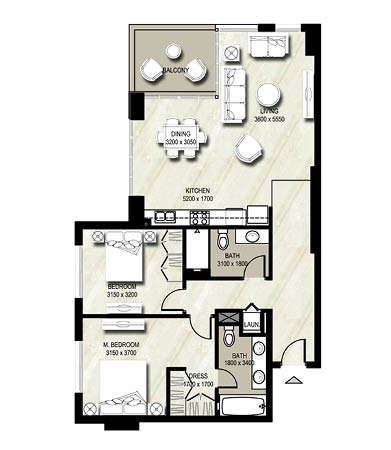 BALCONY
LIVING
3600 x 5550
DINING
3200 x 3050
KITCHEN
5200 x 1700
BATH
3100 x 1800
BEDROOM
3150 x 3200
LAUN.
M. BEDROOM
3150 x 3700
BATH
1800 x 3400
DRESS
1700 x 1700